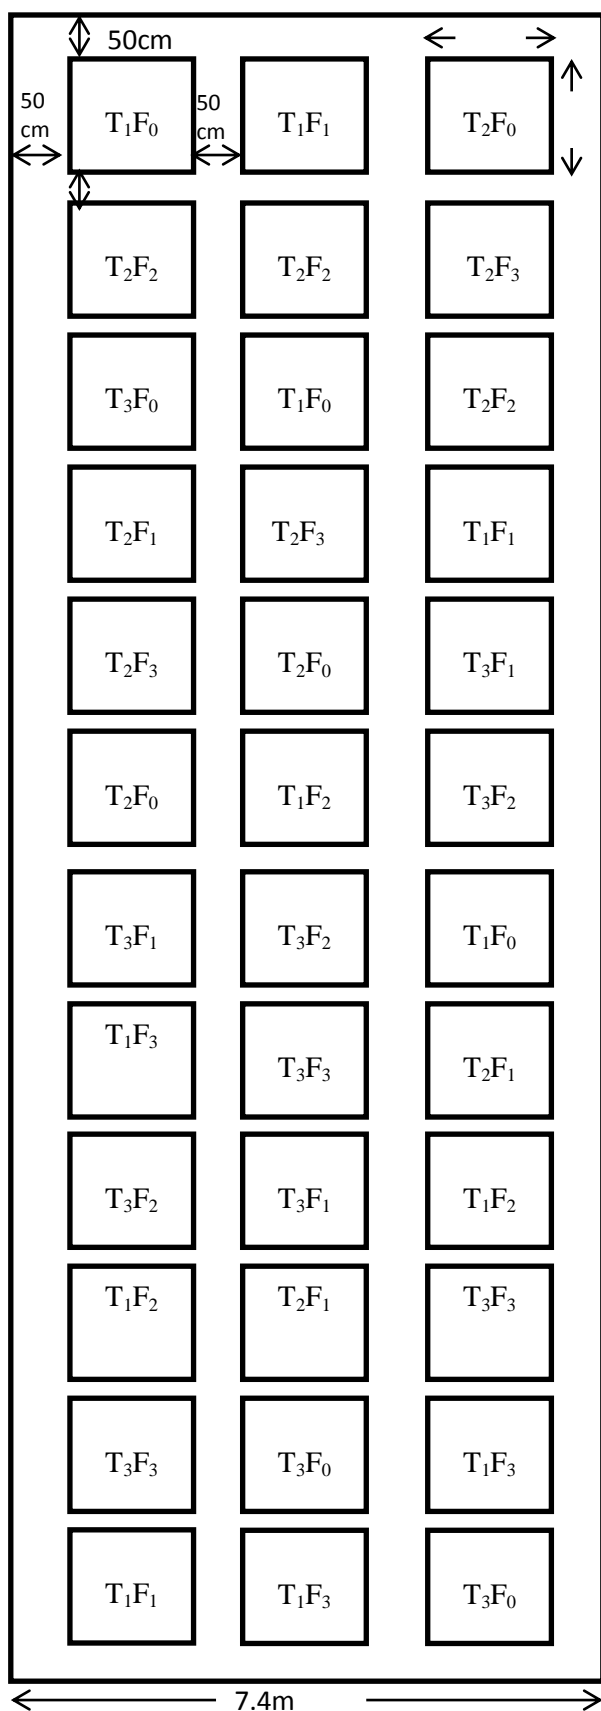 50cm
50
cm
50
cm
T₁F₀ T₁F₁ T₂F₀
T₂F₂ T₂F₂ T₂F₃
T₃F₀ T₁F₀ T₂F₂
T₂F₁ T₂F₃ T₁F₁
T₂F₃ T₂F₀ T₃F₁
T₂F₀ T₁F₂ T₃F₂
T₃F₁ T₃F₂ T₁F₀
T₁F₃ T₃F₃ T₂F₁
T₃F₂ T₃F₁ T₁F₂
T₁F₂ T₂F₁ T₃F₃
T₃F₃ T₃F₀ T₁F₃
T₁F₁ T₁F₃ T₃F₀
7.4m